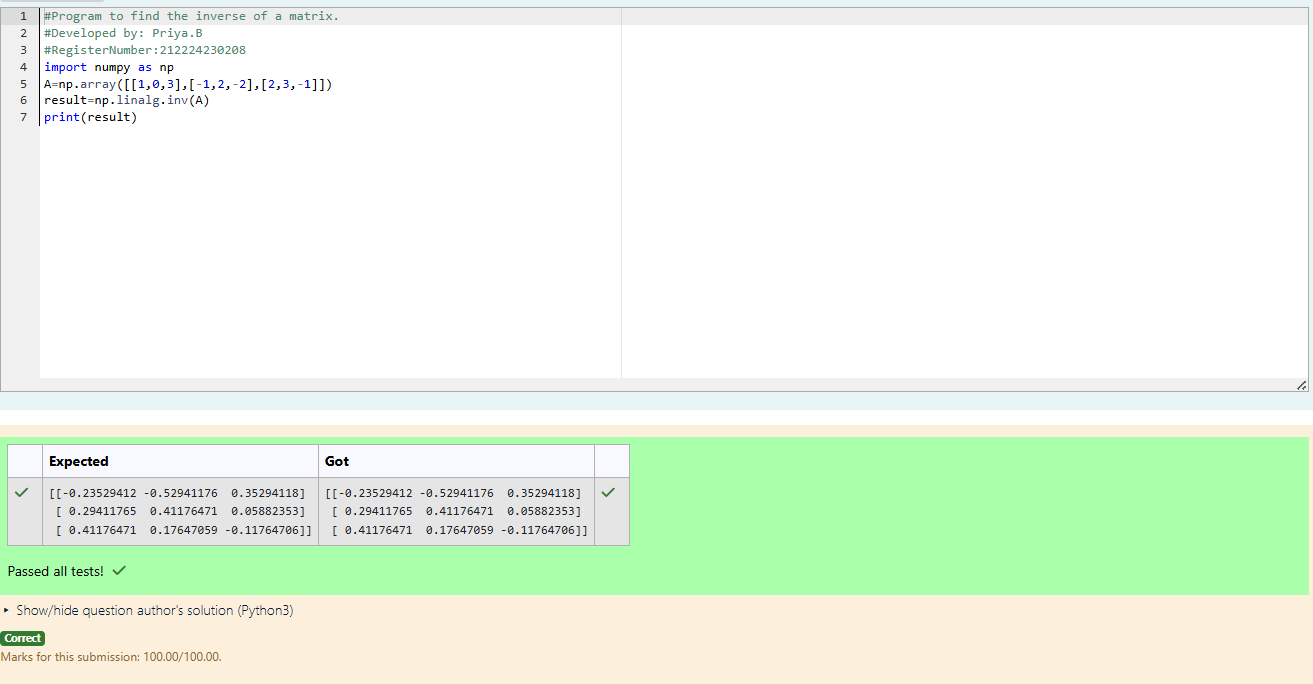 1 #Program to find the inverse of a matrix.
2 #Developed by: Priya.B
3 #RegisterNumber:212224230208
4 import numpy as np
5 A=np.array([[1,0,3],[-1,2,-2],[2,3,-1]])
6 result=np.linalg.inv(A)
7 print(result)
Expected Got
[[-0.23529412 -0.52941176  0.35294118] [[-0.23529412 -0.52941176  0.35294118]
[ 0.29411765  0.41176471  0.05882353] [ 0.29411765  0.41176471  0.05882353]
[ 0.41176471  0.17647059 -0.11764706]] [ 0.41176471  0.17647059 -0.11764706]]
Passed all tests!
Show/hide question author's solution (Python3)
Correct
Marks for this submission: 100.00/100.00.